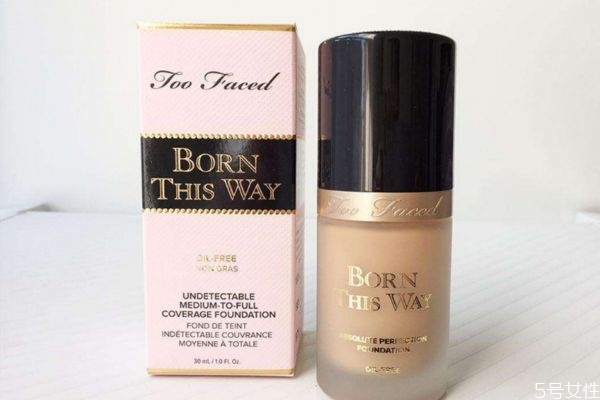 Too Faced
BORN
THIS WAY
OIL-FREE
NON GRAS
UNDETECTABLE
MEDIUM-TO-FULL
COVERAGE FOUNDATION
FOND DE TEINT
INDÉTECTABLE COUVRANCE
MOYENNE À TOTALE
30 mL / 1.0 Fl. Oz.
Too Faced
BORN
THIS WAY
ABSOLUTE PERFECTION
FOUNDATION
OIL-FREE
5号女性